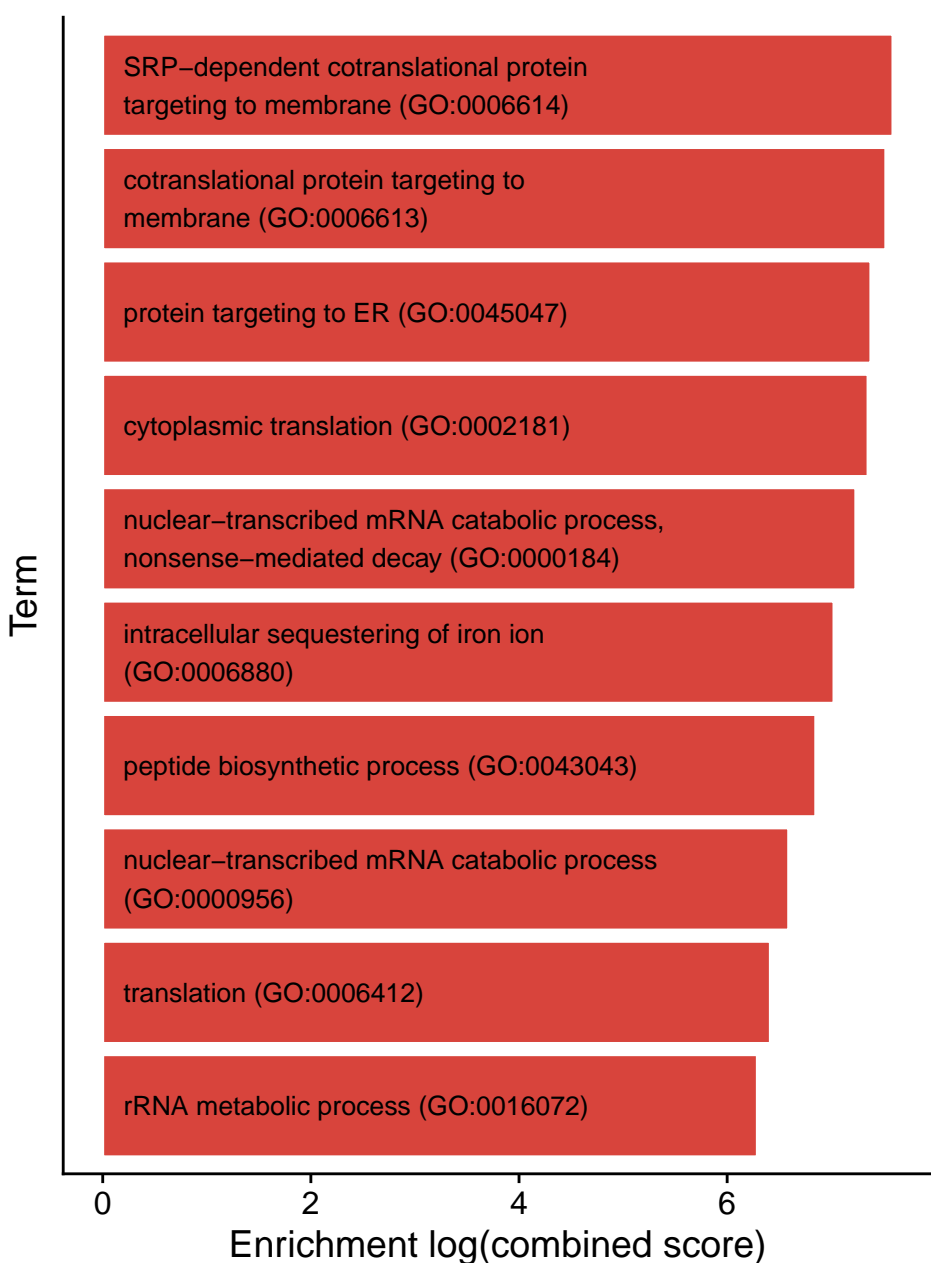 SRP−dependent cotranslational protein
targeting to membrane (GO:0006614)
cotranslational protein targeting to
membrane (GO:0006613)
protein targeting to ER (GO:0045047)
cytoplasmic translation (GO:0002181)
nuclear−transcribed mRNA catabolic process,
nonsense−mediated decay (GO:0000184)
intracellular sequestering of iron ion
(GO:0006880)
peptide biosynthetic process (GO:0043043)
nuclear−transcribed mRNA catabolic process
(GO:0000956)
translation (GO:0006412)
rRNA metabolic process (GO:0016072)
Term
0 2 4 6
Enrichment log(combined score)